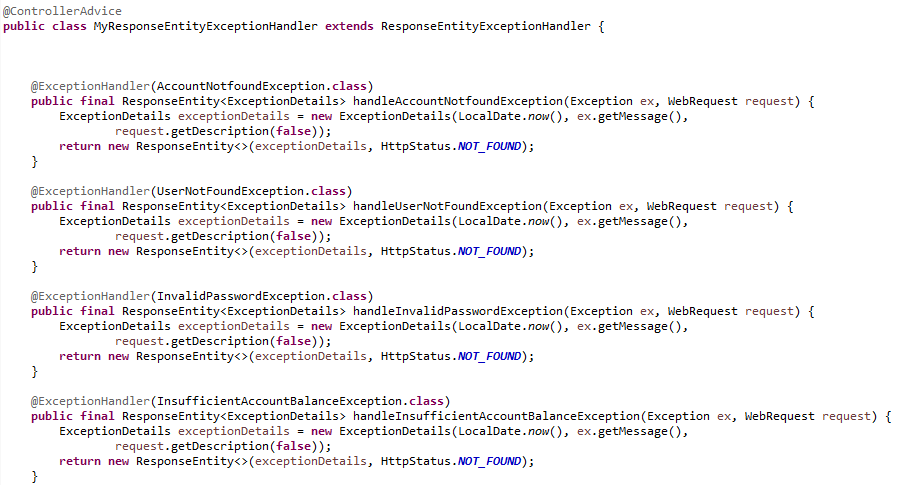 @ControllerAdvice
public class MyResponseEntityExceptionHandler extends ResponseEntityExceptionHandler {
@ExceptionHandler(AccountNotfoundException.class)
public final ResponseEntity<ExceptionDetails> handleAccountNotfoundException(Exception ex, WebRequest request) {
ExceptionDetails exceptionDetails = new ExceptionDetails(LocalDate.now(), ex.getMessage(),
request.getDescription(false));
return new ResponseEntity<>(exceptionDetails, HttpStatus.NOT_FOUND);
}
@ExceptionHandler(UserNotFoundException.class)
public final ResponseEntity<ExceptionDetails> handleUserNotFoundException(Exception ex, WebRequest request) {
ExceptionDetails exceptionDetails = new ExceptionDetails(LocalDate.now(), ex.getMessage(),
request.getDescription(false));
return new ResponseEntity<>(exceptionDetails, HttpStatus.NOT_FOUND);
}
@ExceptionHandler(InvalidPasswordException.class)
public final ResponseEntity<ExceptionDetails> handleInvalidPasswordException(Exception ex, WebRequest request) {
ExceptionDetails exceptionDetails = new ExceptionDetails(LocalDate.now(), ex.getMessage(),
request.getDescription(false));
return new ResponseEntity<>(exceptionDetails, HttpStatus.NOT_FOUND);
}
@ExceptionHandler(InsufficientAccountBalanceException.class)
public final ResponseEntity<ExceptionDetails> handleInsufficientAccountBalanceException(Exception ex, WebRequest request) {
ExceptionDetails exceptionDetails = new ExceptionDetails(LocalDate.now(), ex.getMessage(),
request.getDescription(false));
return new ResponseEntity<>(exceptionDetails, HttpStatus.NOT_FOUND);
}